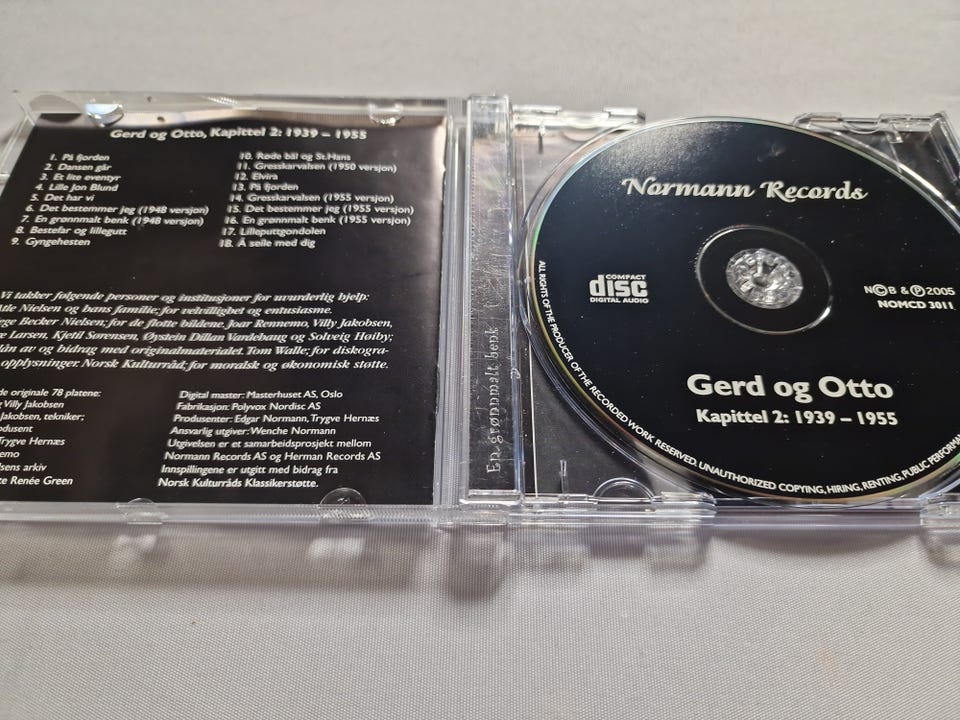 Gerd og Otto, Kapittel 2: 1939 – 1955
1. På fjorden
2. Dansen går
3. Et lite eventyr
4. Lille Jon Blund
5. Det har vi
6. Det bestemmer jeg (1948 versjon)
7. En grønnmalt benk (1948 versjon)
8. Bestefar og lillegutt
9. Gyngehesten
10. Røde bål og St.Hans
11. Gresskarvalsen (1950 versjon)
12. Elvira
13. På fjorden
14. Gresskarvalsen (1955 versjon)
15. Det bestemmer jeg (1955 versjon)
16. En grønnmalt benk (1955 versjon)
17. Lilleputtgondolen
18. Å seile med dig
Vi takker følgende personer og institusjoner for uvurderlig hjelp:
Atle Nielsen og hans familie; for velvillighet og entusiasme.
Becker Nielsen; for de flotte bildene. Joar Rennemo, Villy Jakobsen,
Larsen, Kjetil Sørensen, Øystein Dillan Vardebaug og Solveig Høiby;
lån av og bidrag med originalmaterialet. Tom Walle; for diskogra-
opplysninger. Norsk Kulturråd; for moralsk og økonomisk støtte.
de originale 78 platene:
Villy Jakobsen
Jakobsen, tekniker;
Trygve Hernæs
arkiv
Renée Green
Digital master: Masterhuset AS, Oslo
Fabrikasjon: Polyvox Nordisc AS
Produsenter: Edgar Normann, Trygve Hernæs
Ansvarlig utgiver: Wenche Normann
Utgivelsen er et samarbeidsprosjekt mellom
Normann Records AS og Herman Records AS
Innspillingene er utgitt med bidrag fra
Norsk Kulturråds Klassikerstøtte.
En grønnmalt benk
Normann Records
COMPACT
disc
DIGITAL AUDIO
N©B & ℗2005
NOMCD 3011
Gerd og Otto
Kapittel 2: 1939 – 1955
ALL RIGHTS OF THE PRODUCER OF THE RECORDED WORK RESERVED. UNAUTHORIZED COPYING, HIRING, RENTING, PUBLIC